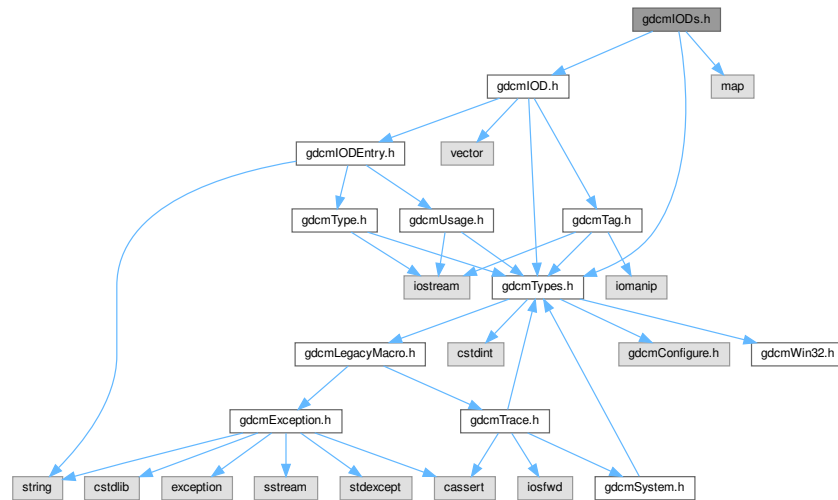 gdcmIODs.h
gdcmIOD.h
map
gdcmIODEntry.h
vector
gdcmType.h
gdcmUsage.h
gdcmTag.h
iostream
gdcmTypes.h
iomanip
gdcmLegacyMacro.h
cstdint
gdcmConfigure.h
gdcmWin32.h
gdcmException.h
gdcmTrace.h
string
cstdlib
exception
sstream
stdexcept
cassert
iosfwd
gdcmSystem.h